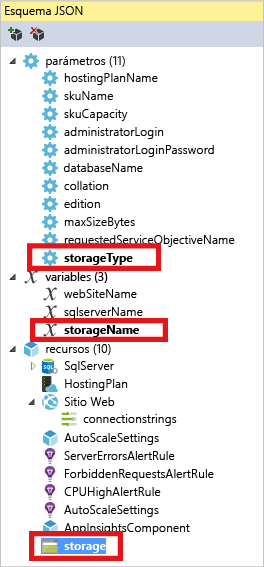 Esquema JSON
parámetros (11)
hostingPlanName
skuName
skuCapacity
administratorLogin
administratorLoginPassword
databaseName
collation
edition
maxSizeBytes
requestedServiceObjectiveName
storageType
variables (3)
webSiteName
sqlserverName
storageName
recursos (10)
SqlServer
HostingPlan
Sitio Web
connectionstrings
AutoScaleSettings
ServerErrorsAlertRule
ForbiddenRequestsAlertRule
CPUHighAlertRule
AutoScaleSettings
AppInsightsComponent
storage